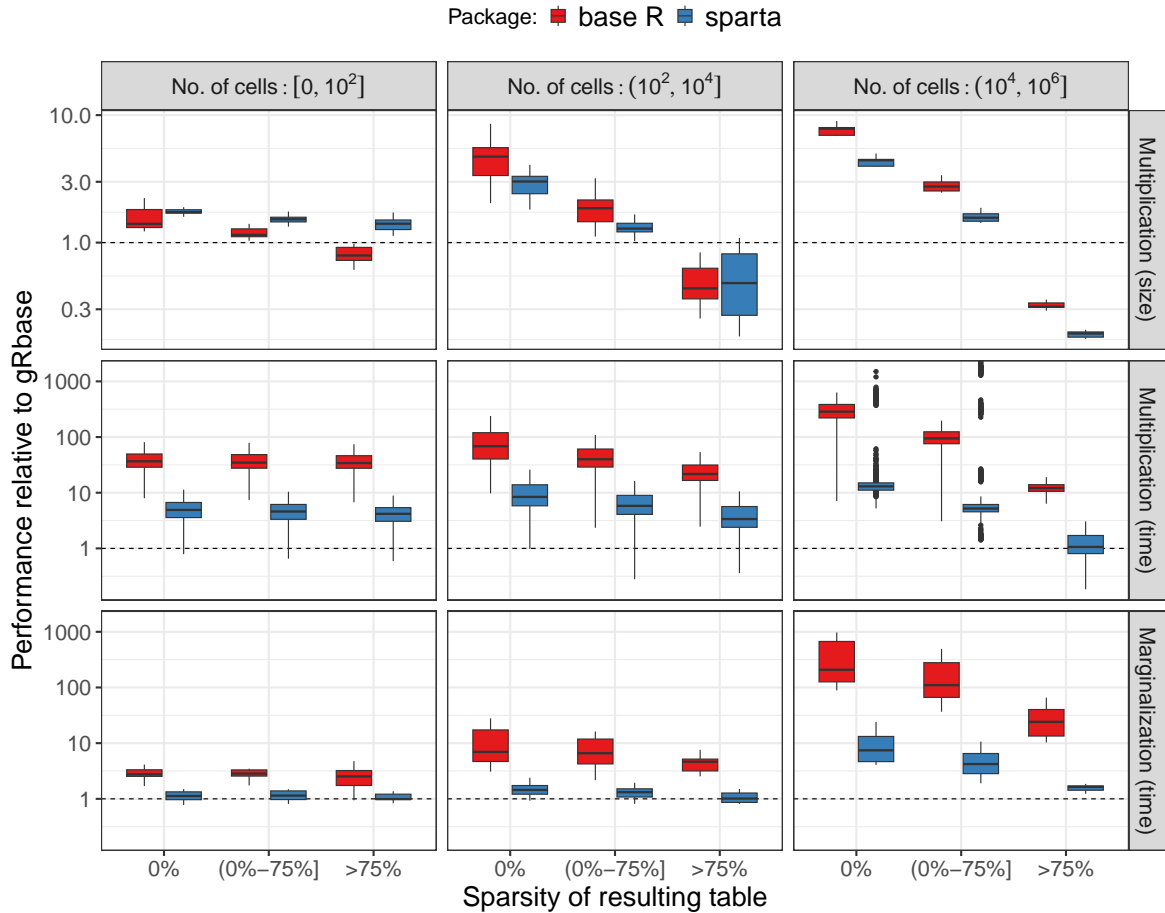 Package: base R sparta
No. of cells : [0, 10²] No. of cells : (10², 10⁴] No. of cells : (10⁴, 10⁶]
Performance relative to gRbase
10.0
3.0
1.0
0.3
Multiplication (size)
1000
100
10
1
Multiplication (time)
1000
100
10
1
Marginalization (time)
0% (0%−75%] >75% 0% (0%−75%] >75% 0% (0%−75%] >75%
Sparsity of resulting table